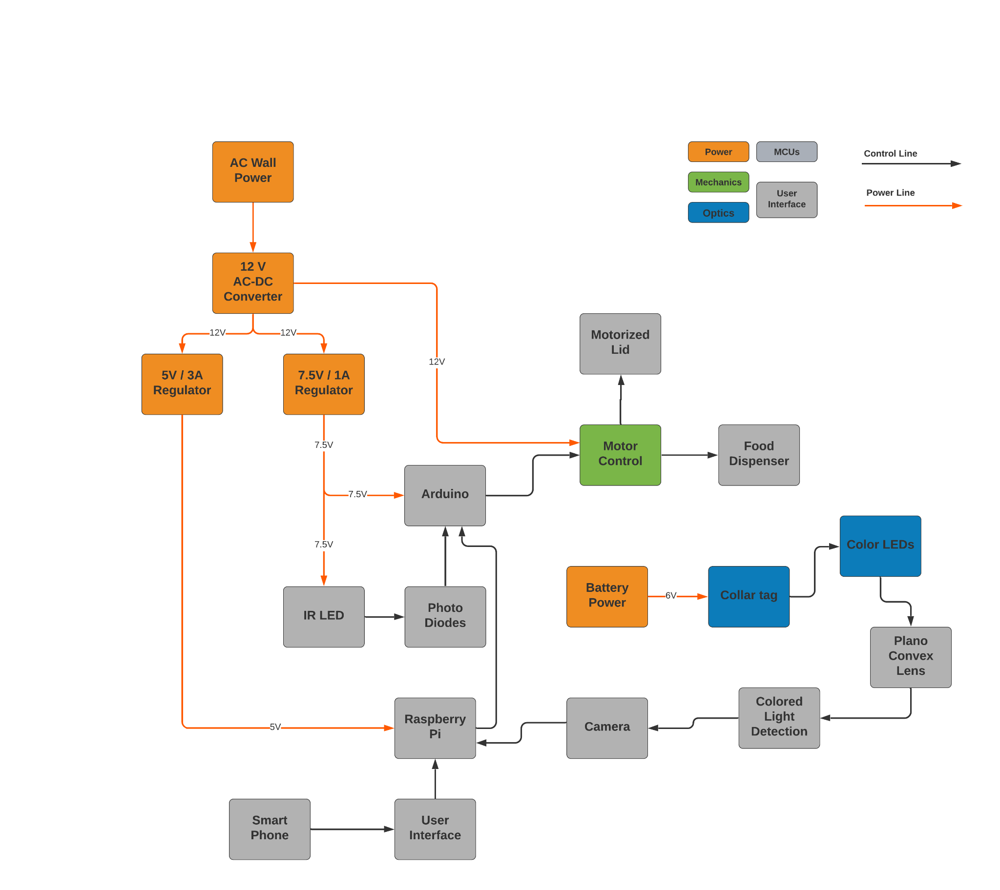 AC Wall
Power
Power
MCUs
Control Line
Mechanics
User
Interface
Power Line
Optics
12 V
AC-DC
Converter
12V
12V
12V
Motorized
Lid
5V / 3A
Regulator
7.5V / 1A
Regulator
7.5V
Motor
Control
Food
Dispenser
7.5V
Arduino
7.5V
Color LEDs
Battery
Power
6V
Collar tag
IR LED
Photo
Diodes
Plano
Convex
Lens
5V
Raspberry
Pi
Camera
Colored
Light
Detection
Smart
Phone
User
Interface